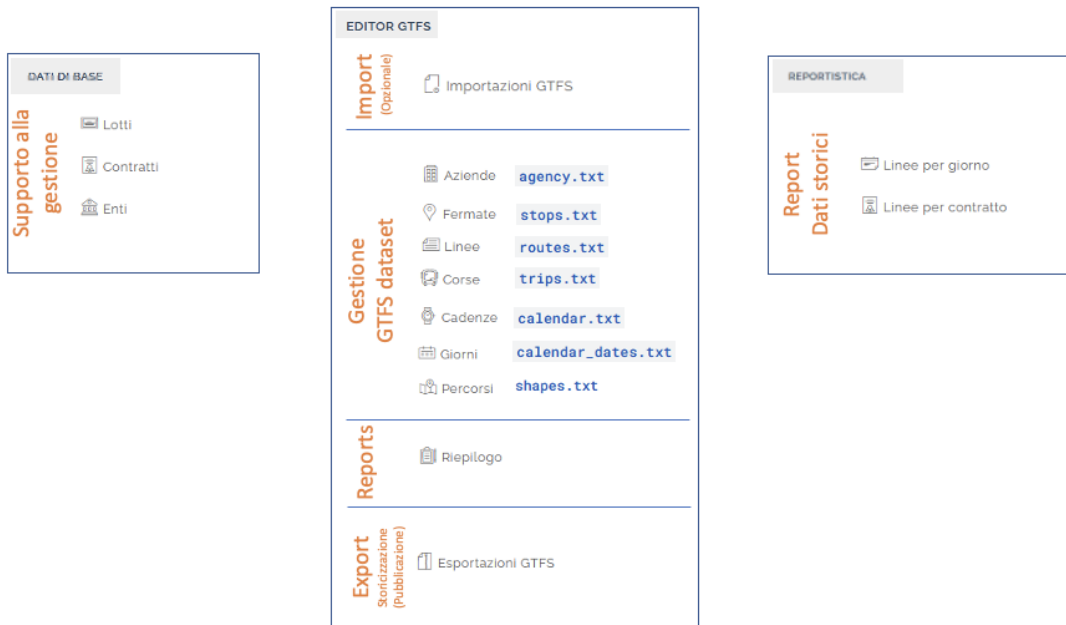 DATI DI BASE
Supporto alla
gestione
Lotti
Contratti
Enti
EDITOR GTFS
Import
(Opzionale)
Importazioni GTFS
Gestione
GTFS dataset
Aziende agency.txt
Fermate stops.txt
Linee routes.txt
Corse trips.txt
Cadenze calendar.txt
Giorni calendar_dates.txt
Percorsi shapes.txt
Reports
Riepilogo
Export
Storicizzazione
(Pubblicazione)
Esportazioni GTFS
REPORTISTICA
Report
Dati storici
Linee per giorno
Linee per contratto